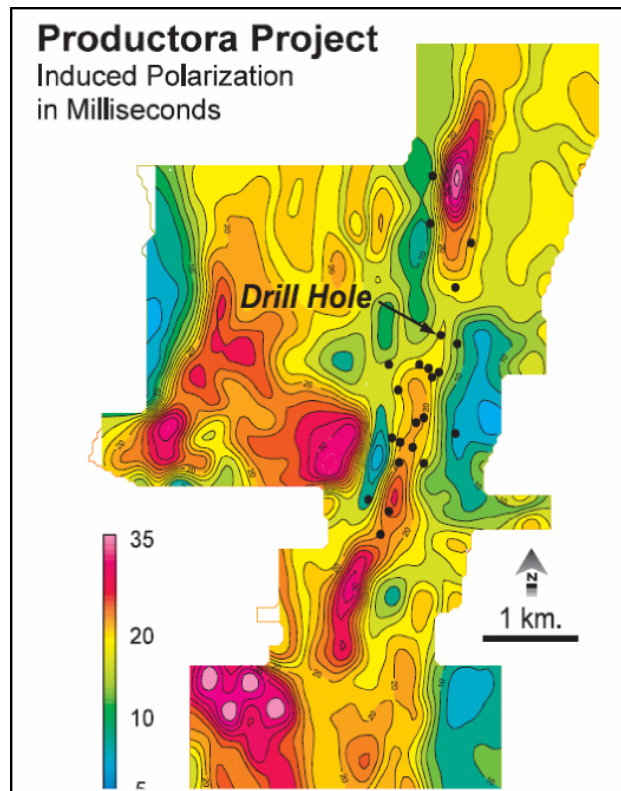 Productora Project
Induced Polarization
in Milliseconds
Drill Hole
35
20
10
5
N
1 km.